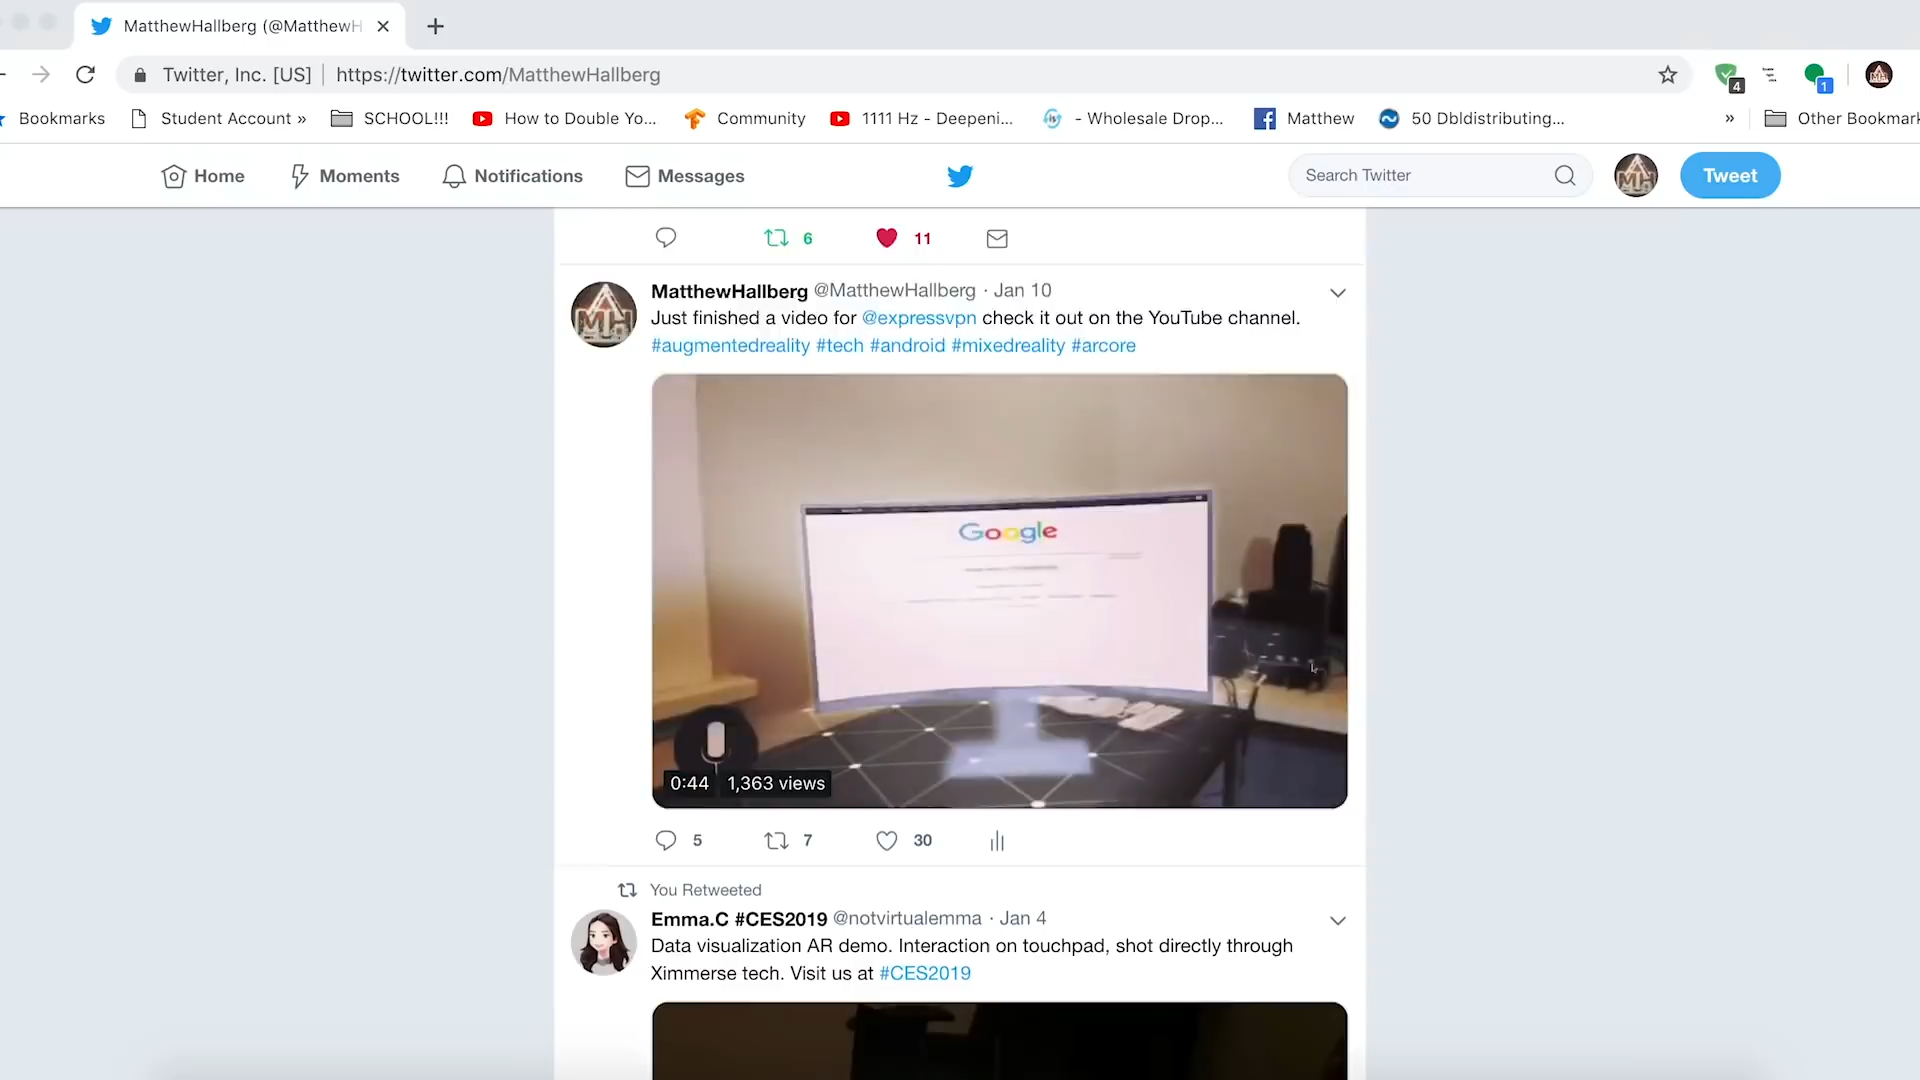 MatthewHallberg (@MatthewH
Twitter, Inc. [US] https://twitter.com/MatthewHallberg
4
1
Bookmarks Student Account » SCHOOL!!! How to Double Yo... Community 1111 Hz - Deepeni... - Wholesale Drop... Matthew 50 Dbldistributing... » Other Bookmark
Home Moments Notifications Messages Search Twitter Tweet
6 11
MatthewHallberg @MatthewHallberg · Jan 10
Just finished a video for @expressvpn check it out on the YouTube channel.
#augmentedreality #tech #android #mixedreality #arcore
Google
0:44 1,363 views
5 7 30
You Retweeted
Emma.C #CES2019 @notvirtualemma · Jan 4
Data visualization AR demo. Interaction on touchpad, shot directly through
Ximmerse tech. Visit us at #CES2019